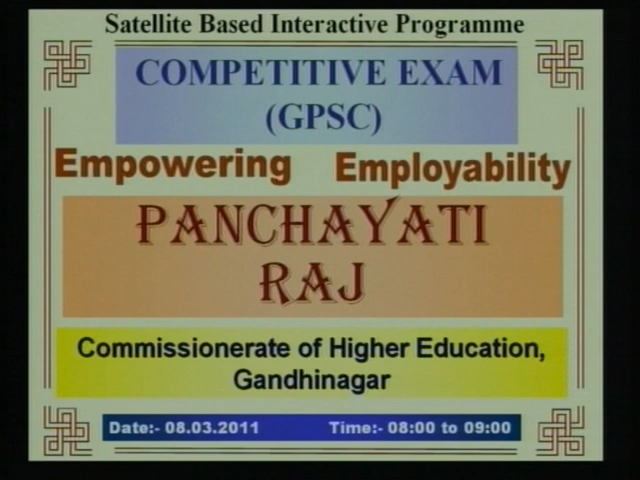 Satellite Based Interactive Programme
COMPETITIVE EXAM
(GPSC)
Empowering Employability
PANCHAYATI
RAJ
Commissionerate of Higher Education,
Gandhinagar
Date:- 08.03.2011 Time:- 08:00 to 09:00